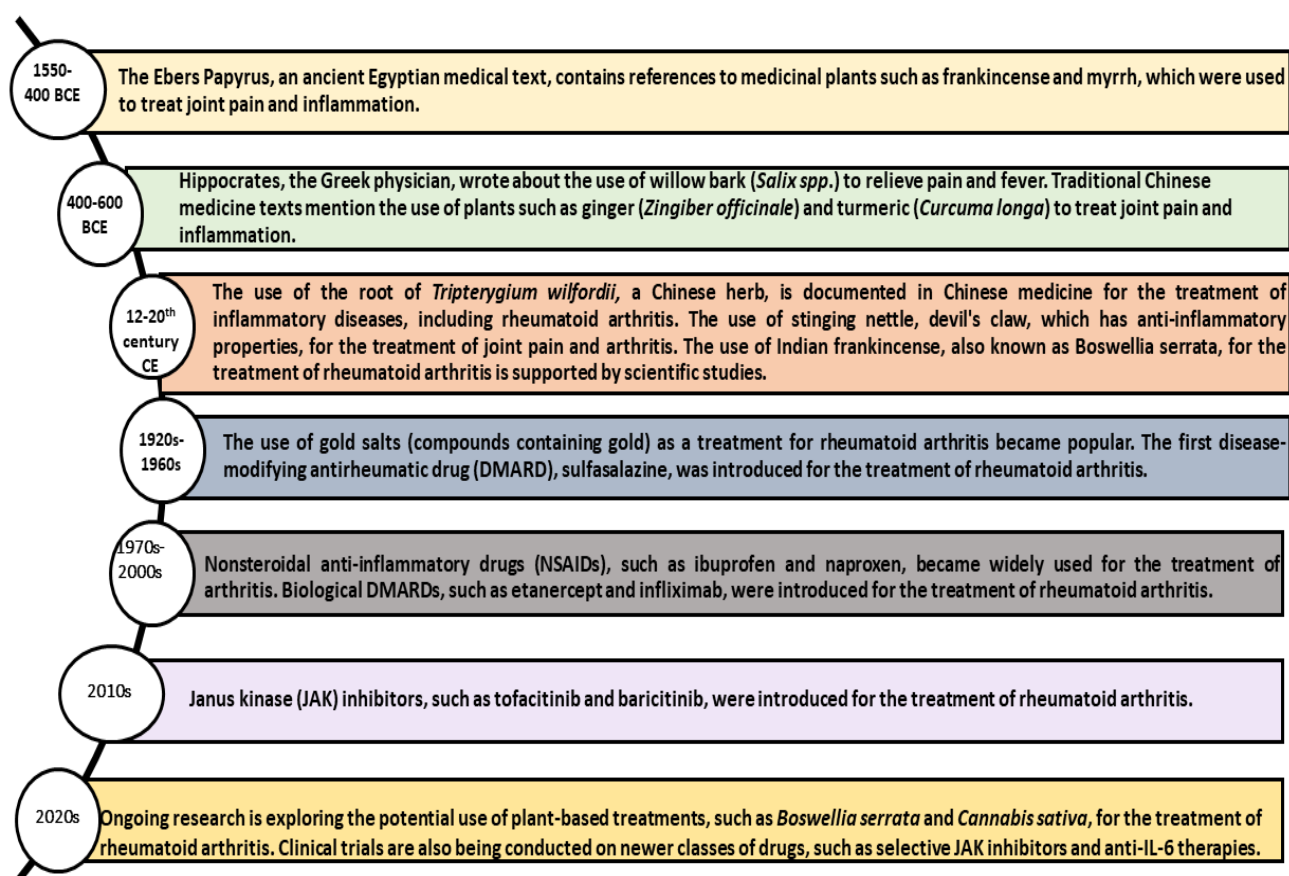 1550-
400 BCE
The Ebers Papyrus, an ancient Egyptian medical text, contains references to medicinal plants such as frankincense and myrrh, which were used
to treat joint pain and inflammation.
400-600
BCE
Hippocrates, the Greek physician, wrote about the use of willow bark (Salix spp.) to relieve pain and fever. Traditional Chinese
medicine texts mention the use of plants such as ginger (Zingiber officinale) and turmeric (Curcuma longa) to treat joint pain and
inflammation.
12-20th
century
CE
The use of the root of Tripterygium wilfordii, a Chinese herb, is documented in Chinese medicine for the treatment of
inflammatory diseases, including rheumatoid arthritis. The use of stinging nettle, devil's claw, which has anti-inflammatory
properties, for the treatment of joint pain and arthritis. The use of Indian frankincense, also known as Boswellia serrata, for the
treatment of rheumatoid arthritis is supported by scientific studies.
1920s-
1960s
The use of gold salts (compounds containing gold) as a treatment for rheumatoid arthritis became popular. The first disease-
modifying antirheumatic drug (DMARD), sulfasalazine, was introduced for the treatment of rheumatoid arthritis.
1970s-
2000s
Nonsteroidal anti-inflammatory drugs (NSAIDs), such as ibuprofen and naproxen, became widely used for the treatment of
arthritis. Biological DMARDs, such as etanercept and infliximab, were introduced for the treatment of rheumatoid arthritis.
2010s
Janus kinase (JAK) inhibitors, such as tofacitinib and baricitinib, were introduced for the treatment of rheumatoid arthritis.
2020s
Ongoing research is exploring the potential use of plant-based treatments, such as Boswellia serrata and Cannabis sativa, for the treatment of
rheumatoid arthritis. Clinical trials are also being conducted on newer classes of drugs, such as selective JAK inhibitors and anti-IL-6 therapies.